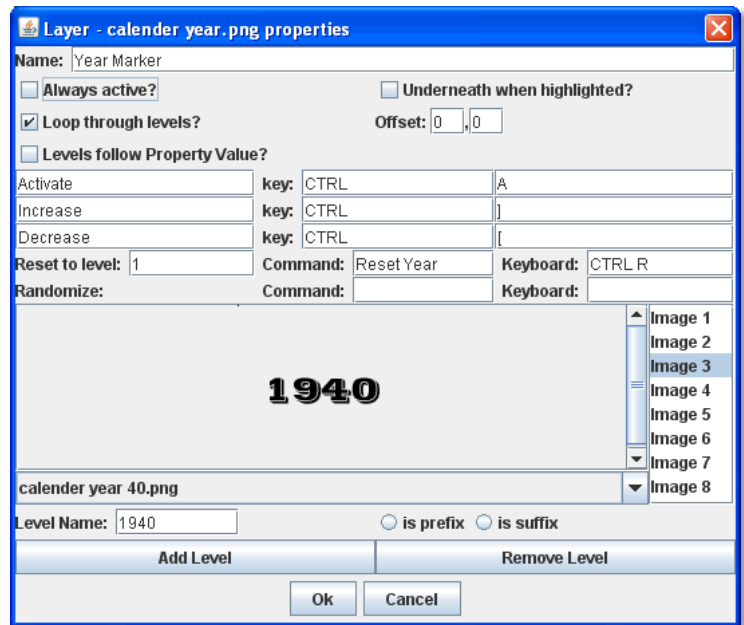 Layer - calender year.png properties
Name: Year Marker
Always active? Underneath when highlighted?
Loop through levels? Offset: 0 ,0
Levels follow Property Value?
Activate key: CTRL A
Increase key: CTRL ]
Decrease key: CTRL [
Reset to level: 1 Command: Reset Year Keyboard: CTRL R
Randomize: Command: Keyboard:
1940
Image 1
Image 2
Image 3
Image 4
Image 5
Image 6
Image 7
Image 8
calender year 40.png
Level Name: 1940 is prefix is suffix
Add Level Remove Level
Ok Cancel